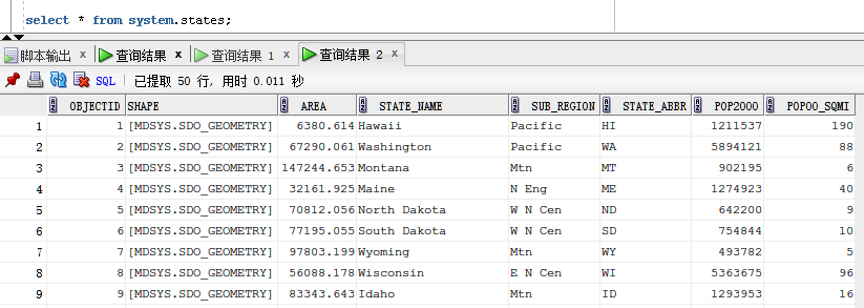 select * from system.states;
脚本输出 × 查询结果 × 查询结果 1 × 查询结果 2 ×
SQL | 已提取 50 行, 用时 0.011 秒
OBJECTID SHAPE AREA STATE_NAME SUB_REGION STATE_ABBR POP2000 POP00_SQMI
1 1 [MDSYS.SDO_GEOMETRY] 6380.614 Hawaii Pacific HI 1211537 190
2 2 [MDSYS.SDO_GEOMETRY] 67290.061 Washington Pacific WA 5894121 88
3 3 [MDSYS.SDO_GEOMETRY] 147244.653 Montana Mtn MT 902195 6
4 4 [MDSYS.SDO_GEOMETRY] 32161.925 Maine N Eng ME 1274923 40
5 5 [MDSYS.SDO_GEOMETRY] 70812.056 North Dakota W N Cen ND 642200 9
6 6 [MDSYS.SDO_GEOMETRY] 77195.055 South Dakota W N Cen SD 754844 10
7 7 [MDSYS.SDO_GEOMETRY] 97803.199 Wyoming Mtn WY 493782 5
8 8 [MDSYS.SDO_GEOMETRY] 56088.178 Wisconsin E N Cen WI 5363675 96
9 9 [MDSYS.SDO_GEOMETRY] 83343.643 Idaho Mtn ID 1293953 16